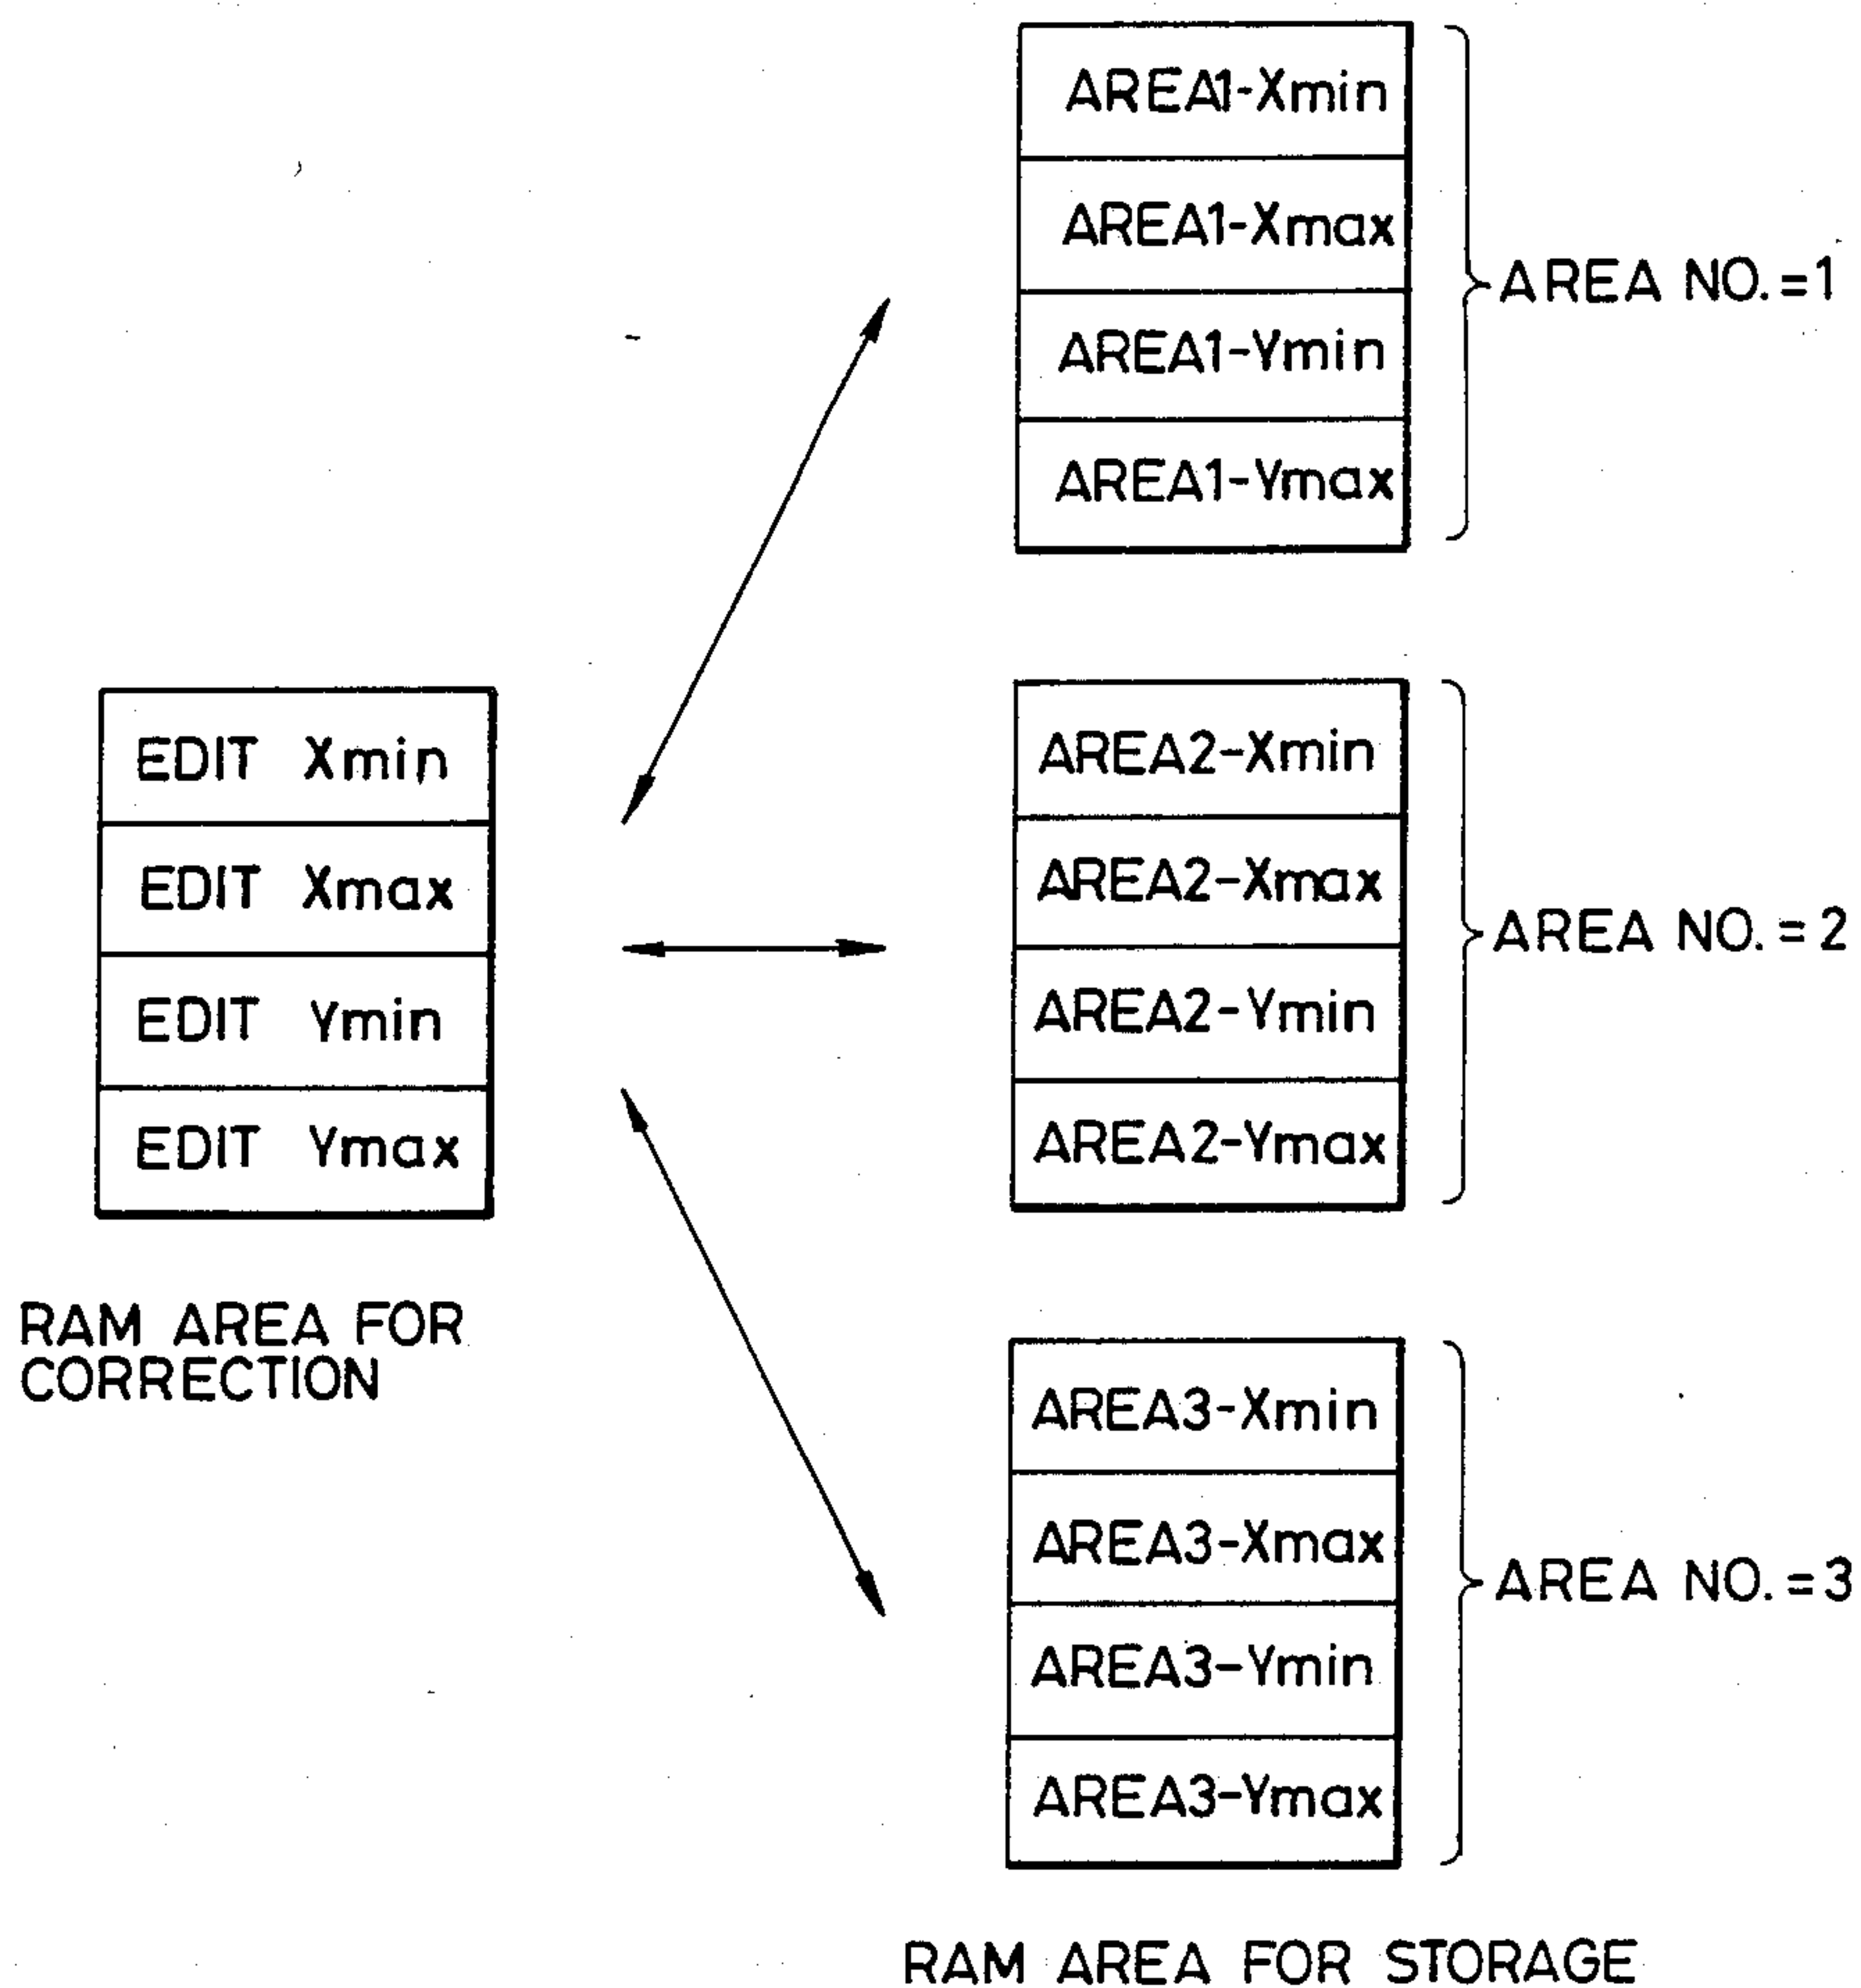 EDIT Xmin
EDIT Xmax
EDIT Ymin
EDIT Ymax
RAM AREA FOR
CORRECTION
AREA1-Xmin
AREA1-Xmax
AREA1-Ymin
AREA1-Ymax
AREA NO.=1
AREA2-Xmin
AREA2-Xmax
AREA2-Ymin
AREA2-Ymax
AREA NO.=2
AREA3-Xmin
AREA3-Xmax
AREA3-Ymin
AREA3-Ymax
AREA NO.=3
RAM AREA FOR STORAGE